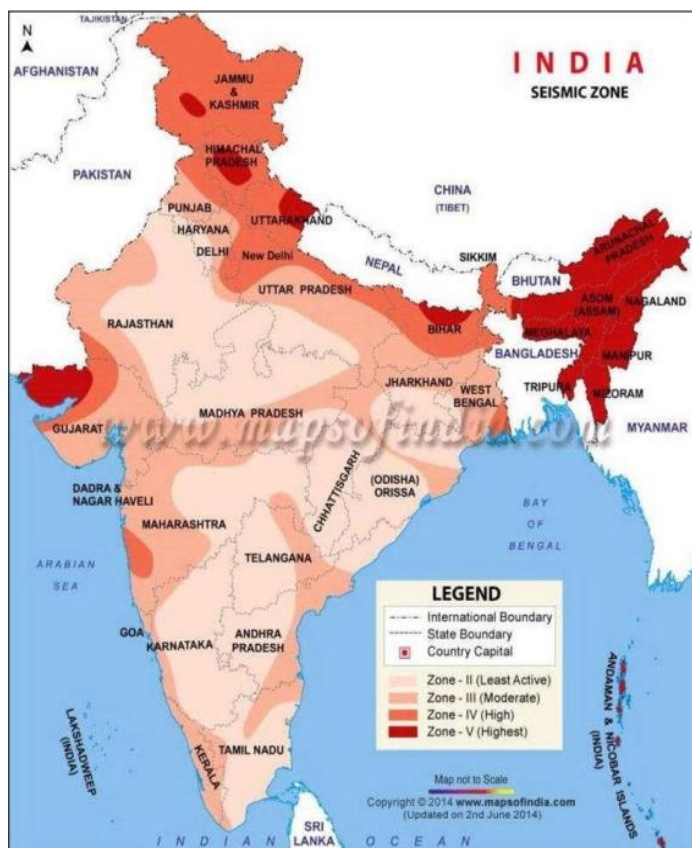 TAJIKISTAN
N
AFGHANISTAN
JAMMU
&
KASHMIR
INDIA
SEISMIC ZONE
HIMACHAL
PRADESH
PAKISTAN
CHINA
(TIBET)
PUNJAB
UTTARAKHAND
HARYANA
DELHI
New Delhi
NEPAL
SIKKIM
BHUTAN
ARUNACHAL
PRADESH
UTTAR PRADESH
ASOM
(ASSAM)
NAGALAND
RAJASTHAN
BIHAR
MEGHALAYA
BANGLADESH
MANIPUR
JHARKHAND
WEST
BENGAL
TRIPURA
MIZORAM
GUJARAT
MADHYA PRADESH
www.mapsofindia.com
MYANMAR
CHHATTISGARH
(ODISHA)
ORISSA
DADRA &
NAGAR HAVELI
MAHARASHTRA
BAY
OF
BENGAL
ARABIAN
SEA
TELANGANA
GOA
KARNATAKA
ANDHRA
PRADESH
LEGEND
International Boundary
State Boundary
Country Capital
Zone - II (Least Active)
Zone - III (Moderate)
Zone - IV (High)
Zone - V (Highest)
ANDAMAN & NICOBAR ISLANDS
(INDIA)
LAKSHADWEEP
(INDIA)
KERALA
TAMIL NADU
Map not to Scale
Copyright © 2014 www.mapsofindia.com
(Updated on 2nd June 2014)
SRI
LANKA
INDIAN OCEAN